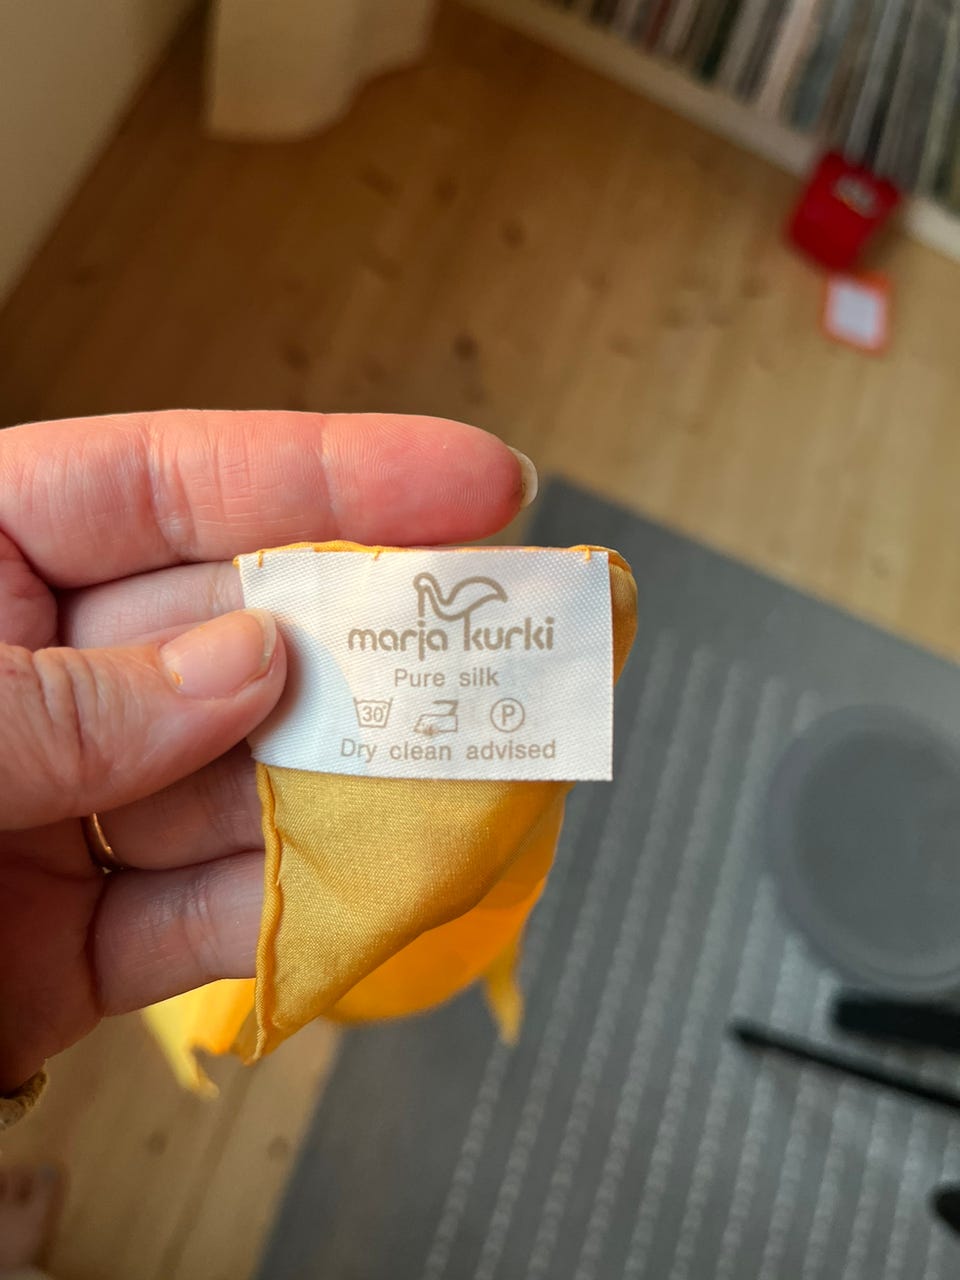 marja kurki
Pure silk
30 P
Dry clean advised